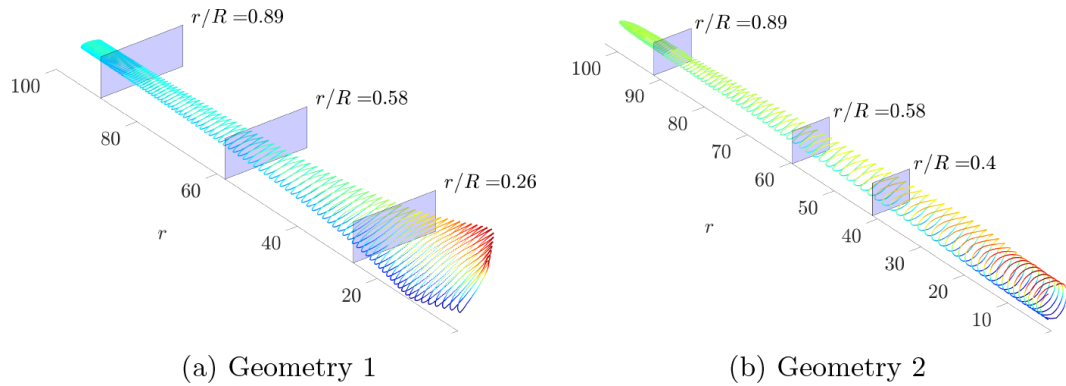 r/R =0.89
r/R =0.58
r/R =0.26
100
80
60
40
20
r
(a) Geometry 1
r/R =0.89
r/R =0.58
r/R =0.4
100
90
80
70
60
50
40
30
20
10
r
(b) Geometry 2